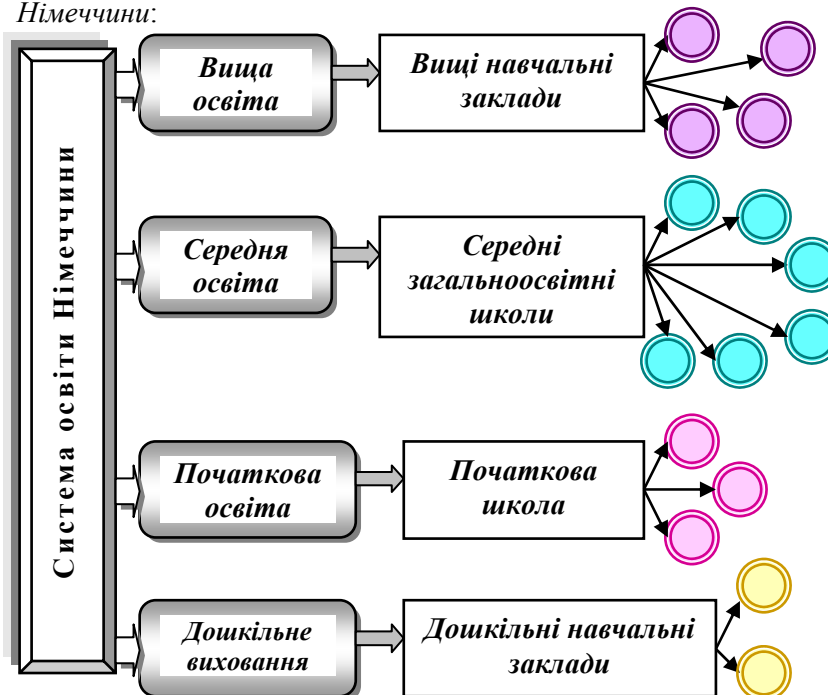 Німеччини:
Система освіти Німеччини
Вища
освіта
Вищі навчальні
заклади
Середня
освіта
Середні
загальноосвітні
школи
Початкова
освіта
Початкова
школа
Дошкільне
виховання
Дошкільні навчальні
заклади